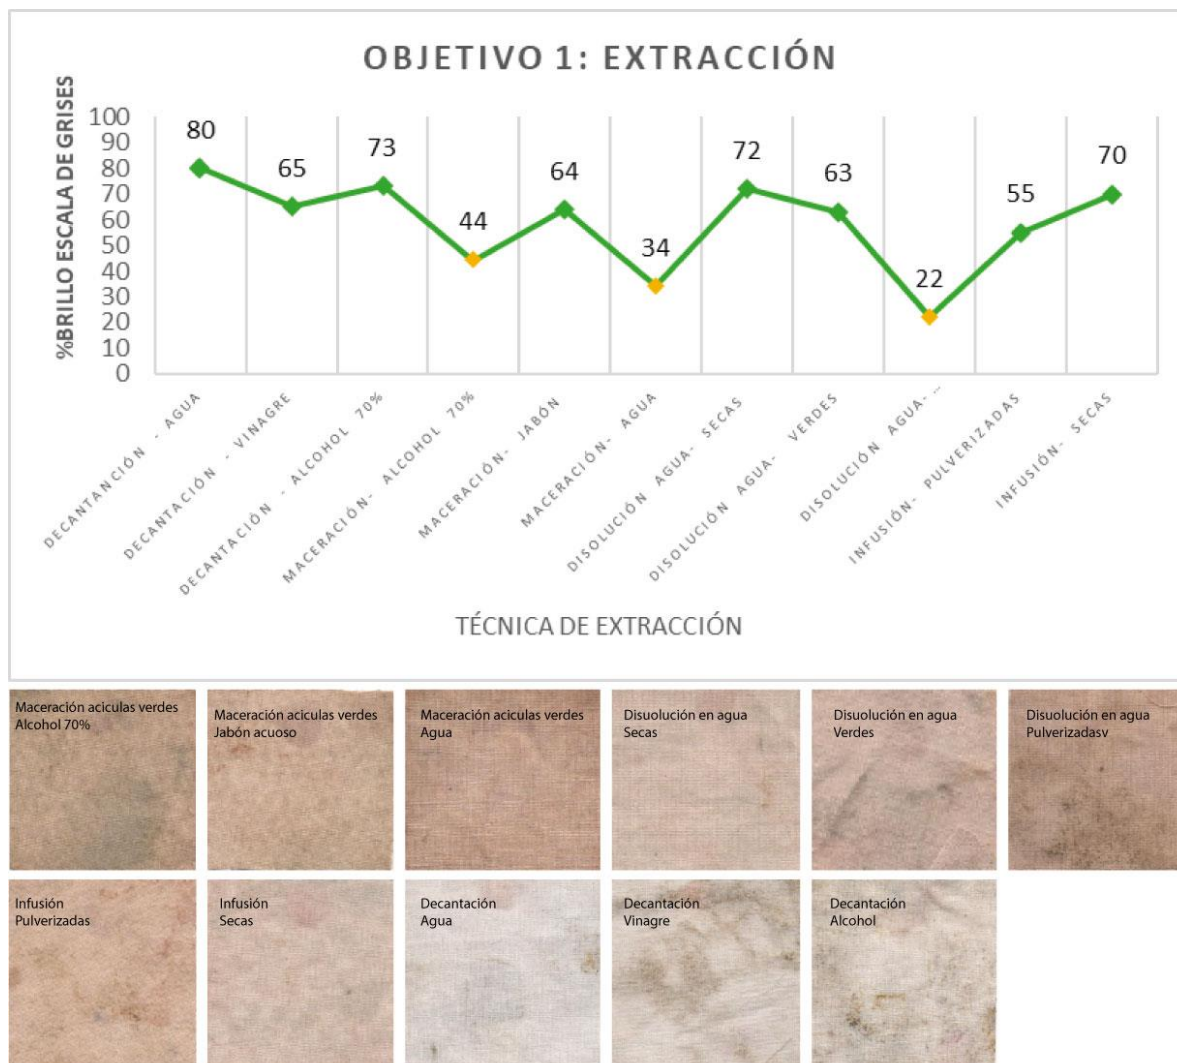 OBJETIVO 1: EXTRACCIÓN
%BRILLO ESCALA DE GRISES
100
90
80
70
60
50
40
30
20
10
0
80
65
73
44
64
34
72
63
22
55
70
DECANTANCIÓN - AGUA
DECANTACIÓN - VINAGRE
DECANTACIÓN - ALCOHOL 70%
MACERACIÓN- ALCOHOL 70%
MACERACIÓN- JABÓN
MACERACIÓN- AGUA
DISOLUCIÓN AGUA- SECAS
DISOLUCIÓN AGUA- VERDES
DISOLUCIÓN AGUA- …
INFUSIÓN- PULVERIZADAS
INFUSIÓN- SECAS
TÉCNICA DE EXTRACCIÓN
Maceración aciculas verdes
Alcohol 70%
Maceración aciculas verdes
Jabón acuoso
Maceración aciculas verdes
Agua
Disuolución en agua
Secas
Disuolución en agua
Verdes
Disuolución en agua
Pulverizadasv
Infusión
Pulverizadas
Infusión
Secas
Decantación
Agua
Decantación
Vinagre
Decantación
Alcohol